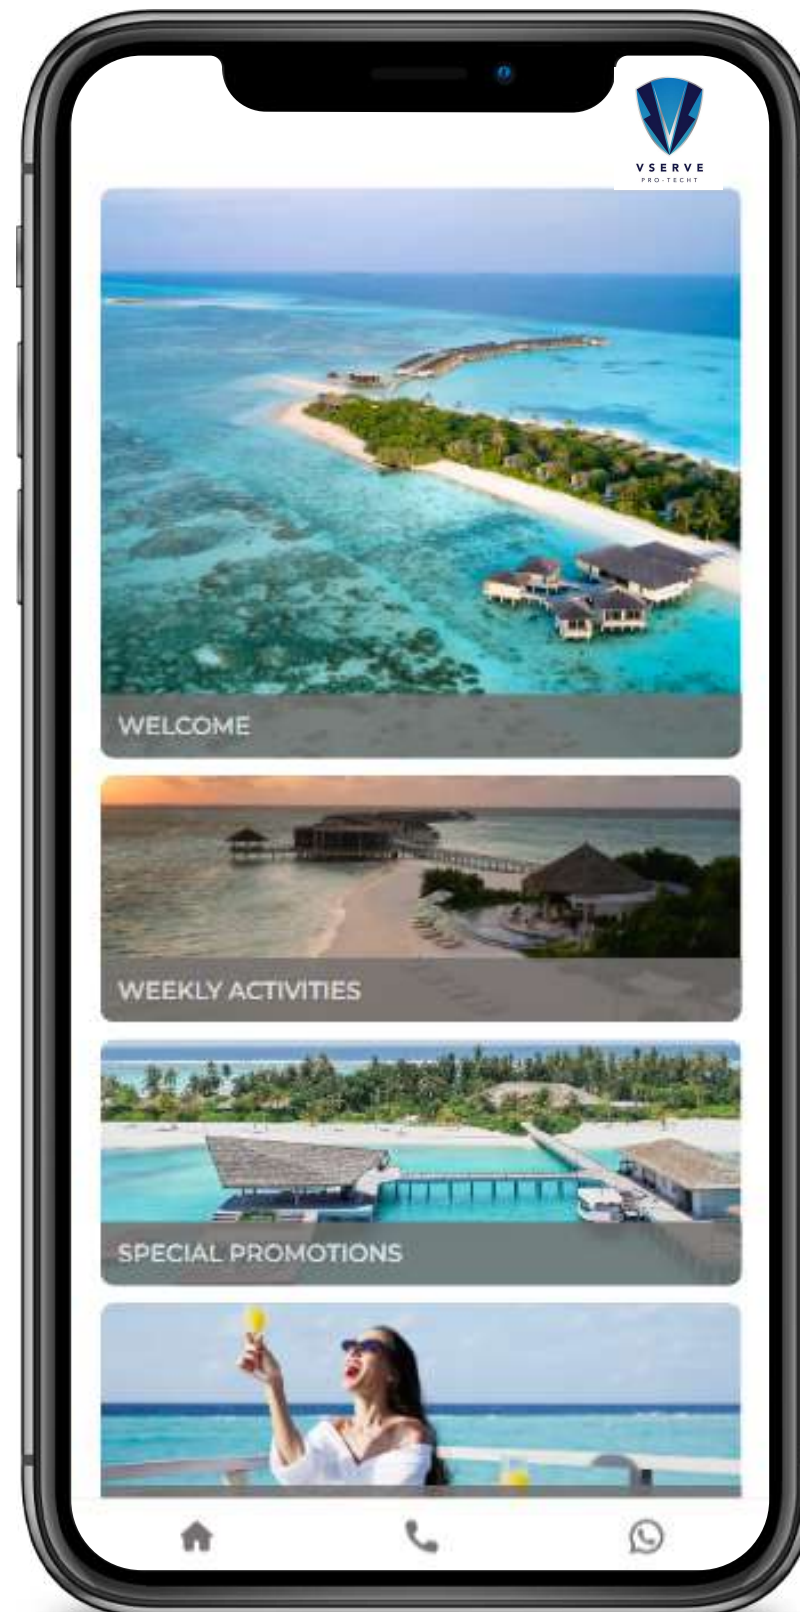 VSERVE
PRO-TECHT
WELCOME
WEEKLY ACTIVITIES
SPECIAL PROMOTIONS